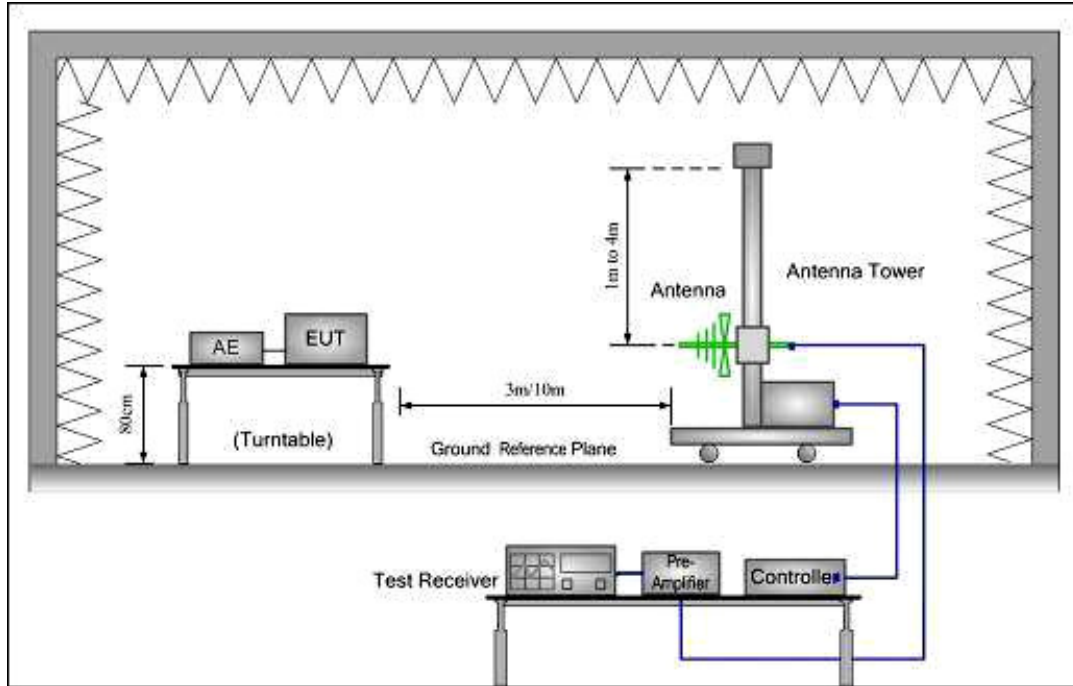 1m to 4m
Antenna Tower
Antenna
AE
EUT
3m/10m
80cm
(Turntable)
Ground Reference Plane
Test Receiver
Pre-
Amplifier
Controller